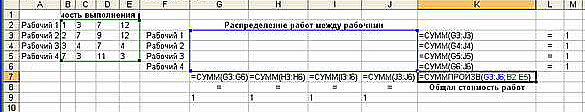 A B C D E F G H I J K L M
1 мость выполнения
2 Рабочий 1 1 3 7 12 Распределение работ между рабочими
3 Рабочий 2 2 7 9 12 Рабочий 1 =СУММ(G3:J3) = 1
4 Рабочий 3 3 4 7 4 Рабочий 2 =СУММ(G4:J4) = 1
5 Рабочий 4 7 3 11 3 Рабочий 3 =СУММ(G5:J5) = 1
6 Рабочий 4 =СУММ(G6:J6) = 1
7 =СУММ(G3:G6) =СУММ(H3:H6) =СУММ(I3:I6) =СУММ(J3:J6) =СУММПРОИЗВ(G3:J6;B2:E5)
8 = = = = Общая стоимость работ
9 1 1 1 1
10